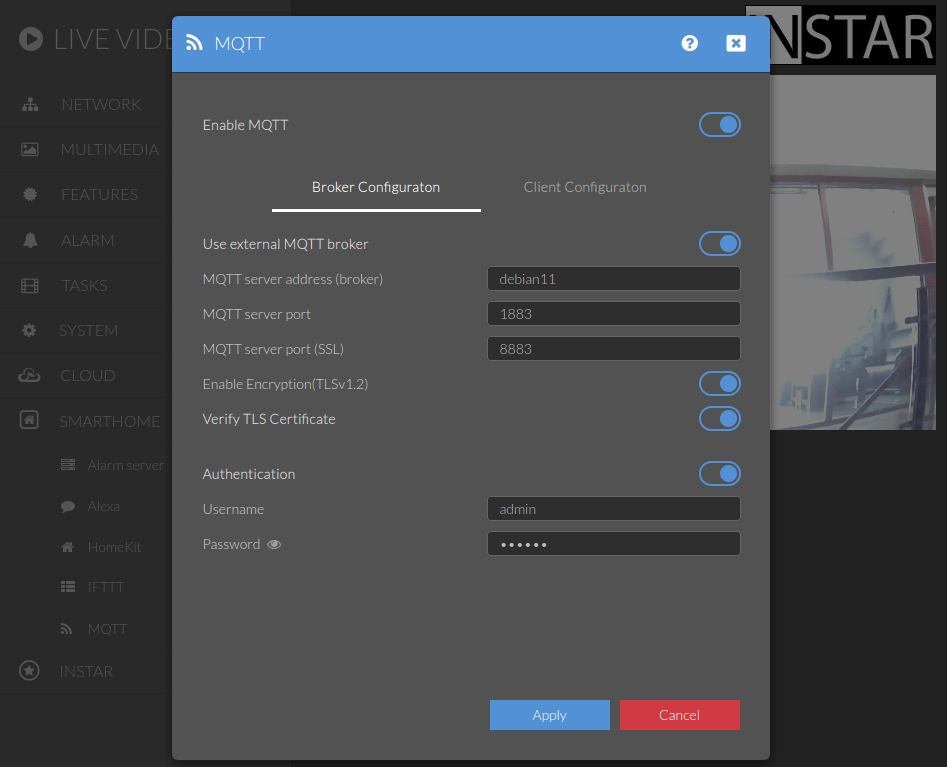 LIVE VIDE
NETWORK
MULTIMEDIA
FEATURES
ALARM
TASKS
SYSTEM
CLOUD
SMARTHOME
Alarm server
Alexa
HomeKit
IFTTT
MQTT
INSTAR
MQTT
Enable MQTT
Broker Configuraton
Client Configuraton
Use external MQTT broker
MQTT server address (broker) debian11
MQTT server port 1883
MQTT server port (SSL) 8883
Enable Encryption(TLSv1.2)
Verify TLS Certificate
Authentication
Username admin
Password ••••••
Apply Cancel
NSTAR